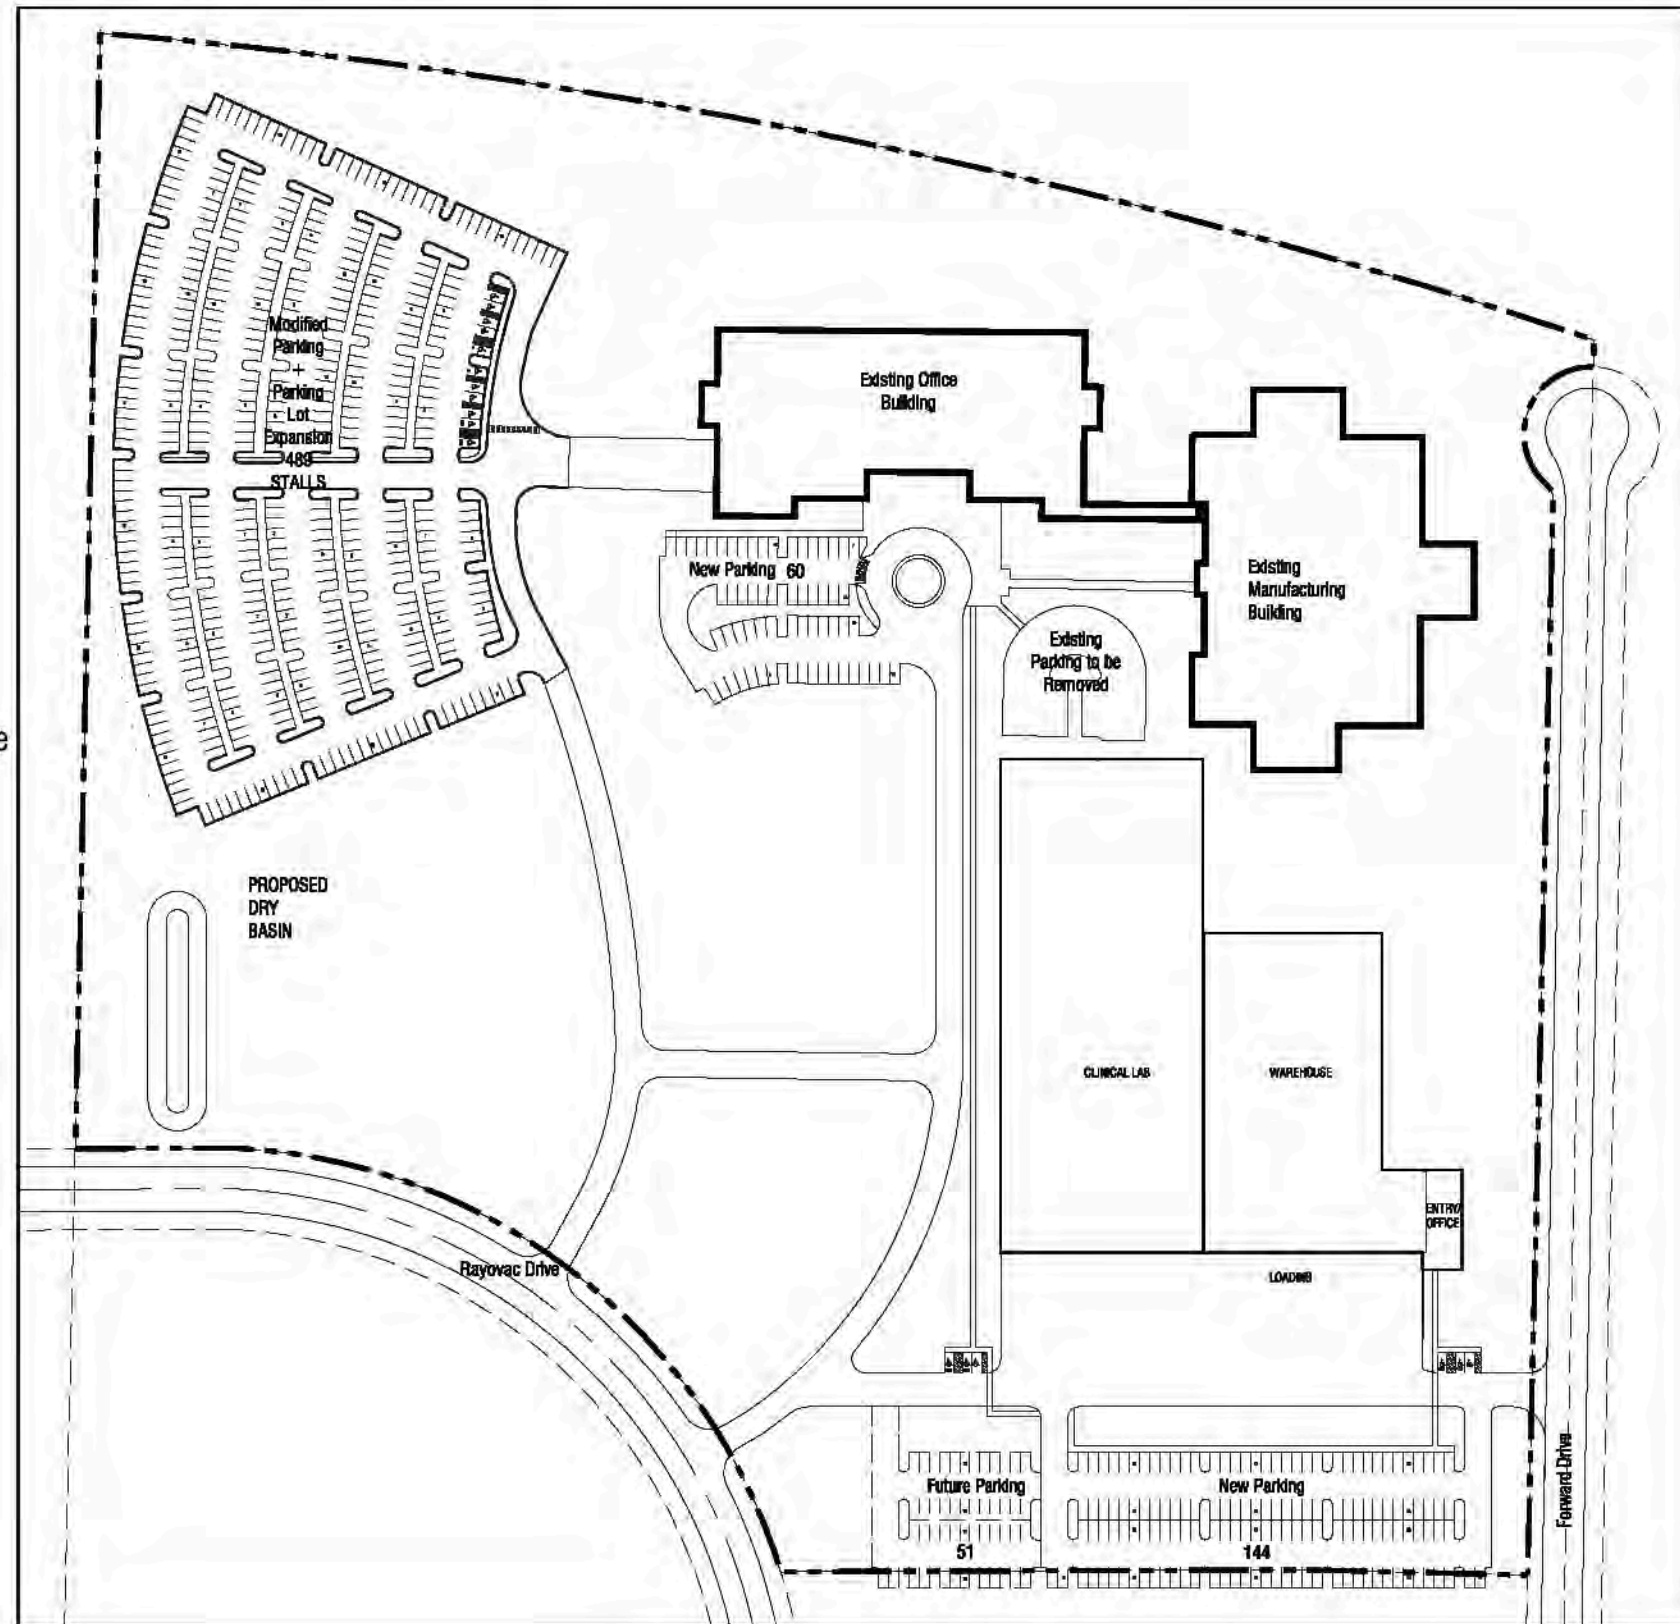 Modified
Parking
+
Parking
Lot
Expansion
489
STALLS
Existing Office
Building
Existing
Manufacturing
Building
New Parking 60
Existing
Parking to be
Removed
PROPOSED
DRY
BASIN
CLINICAL LAB
WAREHOUSE
ENTRY/
OFFICE
LOADING
Rayovac Drive
Forward Drive
Future Parking
51
New Parking
144